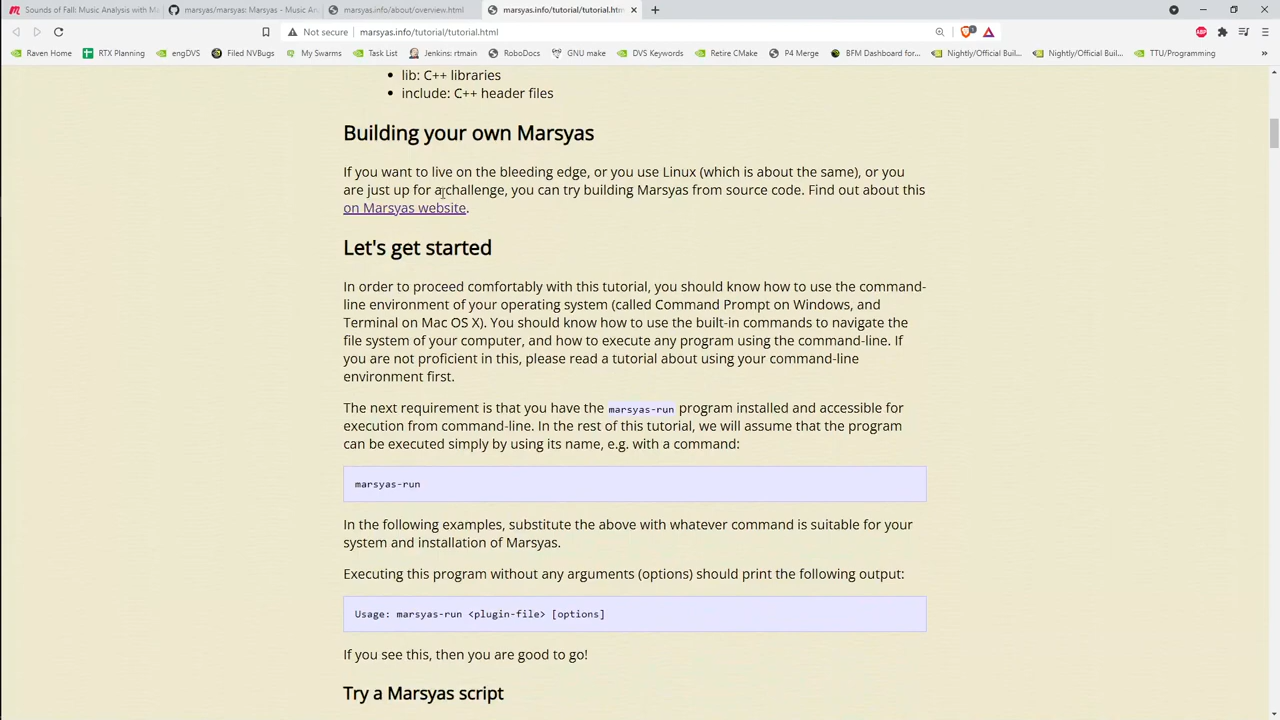 Sounds of Fall: Music Analysis with M
marsyas/marsyas: Marsyas - Music An
marsyas.info/about/overview.html
marsyas.info/tutorial/tutorial.htm
Not secure
marsyas.info/tutorial/tutorial.html
Raven Home
RTX Planning
engDVS
Filed NVBugs
My Swarms
Task List
Jenkins: rtmain
RoboDocs
GNU make
DVS Keywords
Retire CMake
P4 Merge
BFM Dashboard for...
Nightly/Official Buil...
Nightly/Official Buil...
TTU/Programming
lib: C++ libraries
include: C++ header files
Building your own Marsyas
If you want to live on the bleeding edge, or you use Linux (which is about the same), or you
are just up for a challenge, you can try building Marsyas from source code. Find out about this
on Marsyas website.
Let's get started
In order to proceed comfortably with this tutorial, you should know how to use the command-
line environment of your operating system (called Command Prompt on Windows, and
Terminal on Mac OS X). You should know how to use the built-in commands to navigate the
file system of your computer, and how to execute any program using the command-line. If
you are not proficient in this, please read a tutorial about using your command-line
environment first.
The next requirement is that you have the marsyas-run program installed and accessible for
execution from command-line. In the rest of this tutorial, we will assume that the program
can be executed simply by using its name, e.g. with a command:
marsyas-run
In the following examples, substitute the above with whatever command is suitable for your
system and installation of Marsyas.
Executing this program without any arguments (options) should print the following output:
Usage: marsyas-run <plugin-file> [options]
If you see this, then you are good to go!
Try a Marsyas script